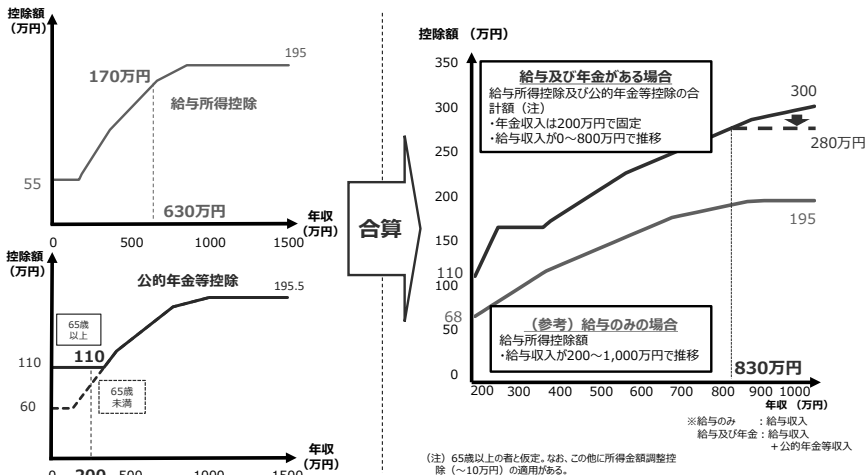 控除額
（万円）
195
170万円
給与所得控除
55
630万円
年収
（万円）
0
500
1000
1500
控除額
（万円）
公的年金等控除
195.5
65歳
以上
110
110
60
65歳
未満
年収
（万円）
0
200
500
1000
1500
合算
控除額 （万円）
350
300
250
200
150
110
100
68
50
0
給与及び年金がある場合
給与所得控除及び公的年金等控除の合
計額（注）
・年金収入は200万円で固定
・給与収入が0～800万円で推移
300
280万円
195
（参考）給与のみの場合
給与所得控除額
・給与収入が200～1,000万円で推移
830万円
200
300
400
500
600
700
800
900
1000
年収 （万円）
※給与のみ ：給与収入
給与及び年金：給与収入
＋公的年金等収入
（注）65歳以上の者と仮定。なお、この他に所得金額調整控
除（～10万円）の適用がある。